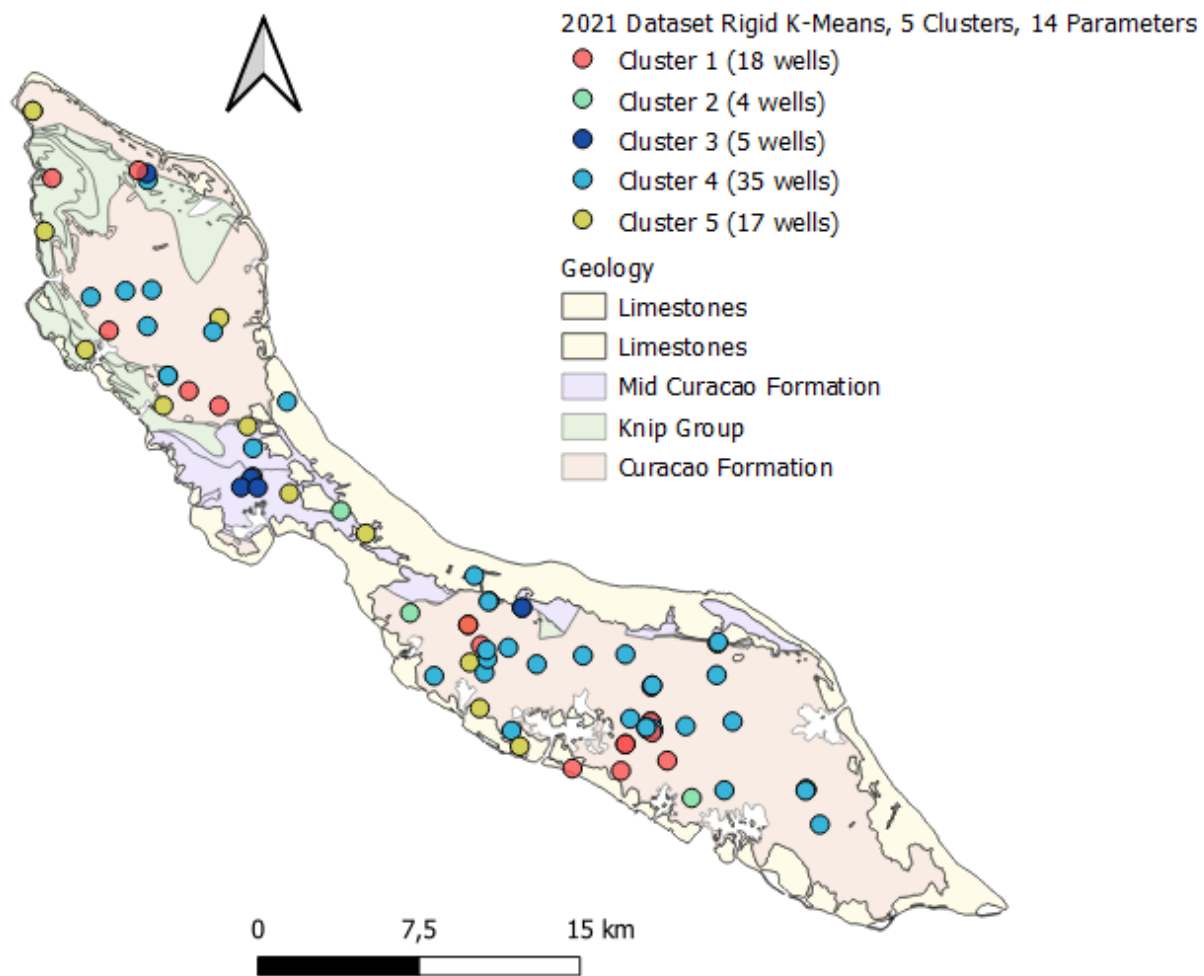 2021 Dataset Rigid K-Means, 5 Clusters, 14 Parameters
Cluster 1 (18 wells)
Cluster 2 (4 wells)
Cluster 3 (5 wells)
Cluster 4 (35 wells)
Cluster 5 (17 wells)
Geology
Limestones
Limestones
Mid Curacao Formation
Knip Group
Curacao Formation
0 7,5 15 km